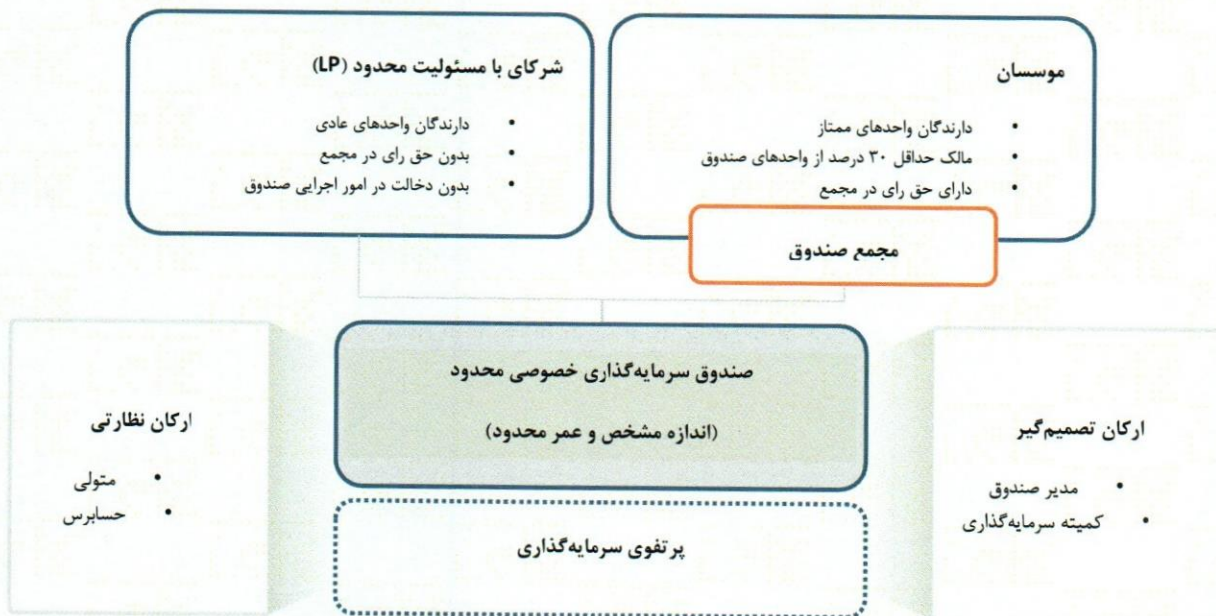 موسسان
• دارندگان واحدهای ممتاز
• مالک حداقل ۳۰ درصد از واحدهای صندوق
• دارای حق رای در مجمع
مجمع صندوق
شرکای با مسئولیت محدود (LP)
• دارندگان واحدهای عادی
• بدون حق رای در مجمع
• بدون دخالت در امور اجرایی صندوق
صندوق سرمایه‌گذاری خصوصی محدود
(اندازه مشخص و عمر محدود)
ارکان تصمیم‌گیر
• مدیر صندوق
• کمیته سرمایه‌گذاری
ارکان نظارتی
• متولی
• حسابرس
پرتفوی سرمایه‌گذاری